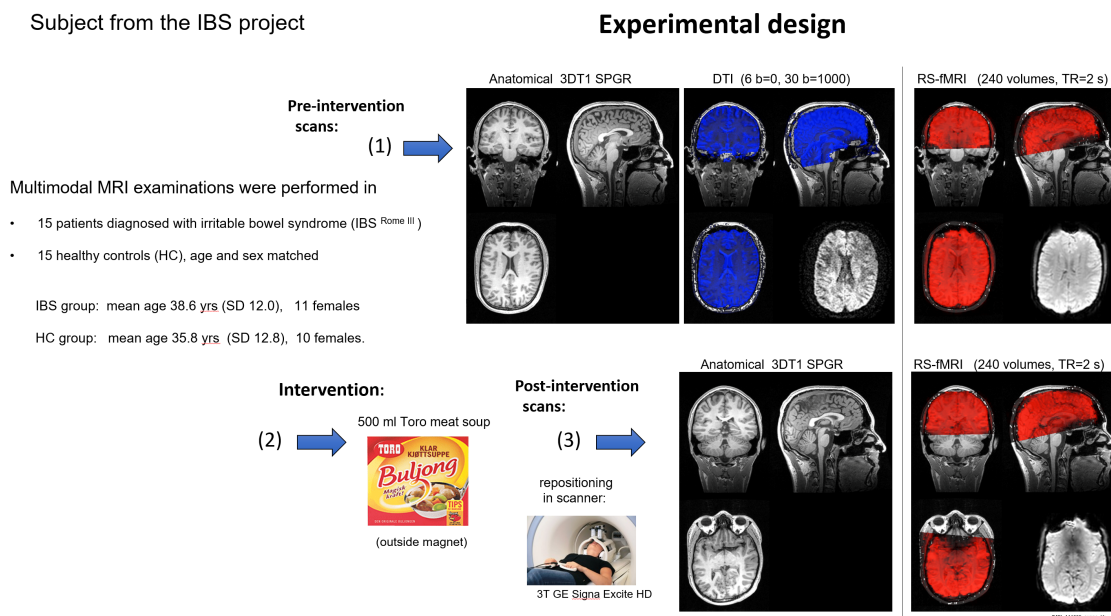 Subject from the IBS project
Experimental design
Anatomical 3DT1 SPGR
DTI (6 b=0, 30 b=1000)
RS-fMRI (240 volumes, TR=2 s)
Pre-intervention
scans:
(1)
Multimodal MRI examinations were performed in
• 15 patients diagnosed with irritable bowel syndrome (IBS Rome III )
• 15 healthy controls (HC), age and sex matched
IBS group: mean age 38.6 yrs (SD 12.0), 11 females
HC group: mean age 35.8 yrs (SD 12.8), 10 females.
Anatomical 3DT1 SPGR
RS-fMRI (240 volumes, TR=2 s)
Intervention:
Post-intervention
scans:
500 ml Toro meat soup
(2)
(3)
TORO
KLAR
KJØTTSUPPE
Buljong
Magisk
kraft!
TIPS
repositioning
in scanner:
(outside magnet)
3T GE Signa Excite HD